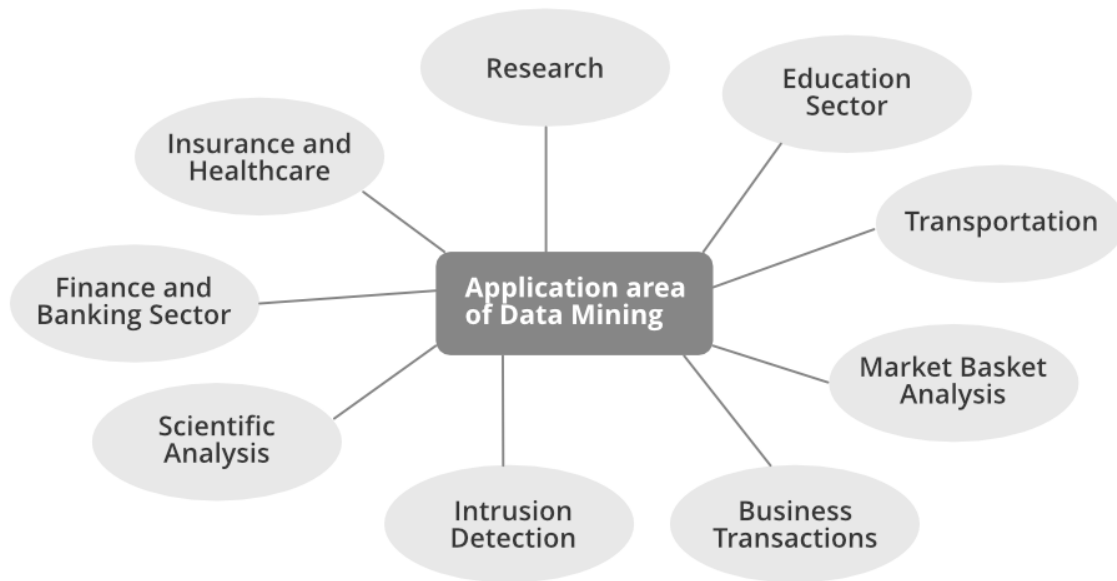 Research
Education
Sector
Insurance and
Healthcare
Transportation
Finance and
Banking Sector
Application area
of Data Mining
Market Basket
Analysis
Scientific
Analysis
Intrusion
Detection
Business
Transactions